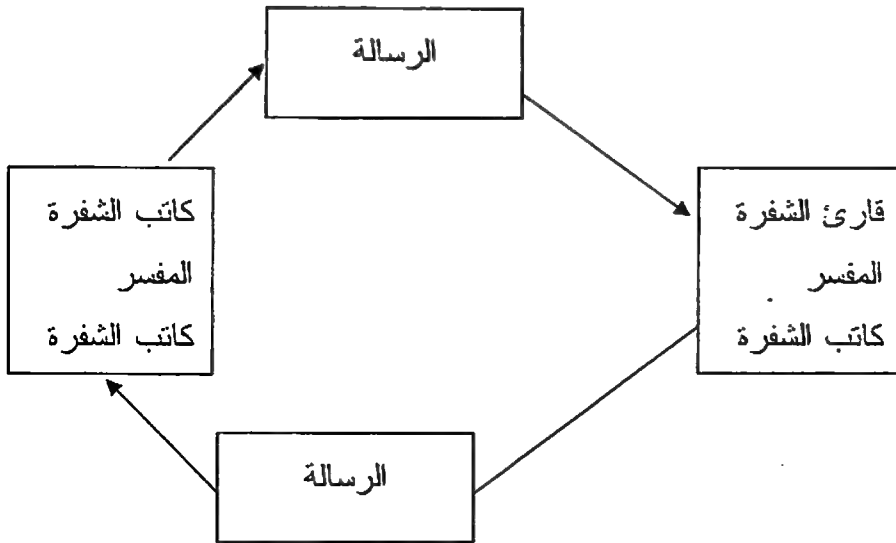 الرسالة
قارئ الشفرة
المفسر
كاتب الشفرة
كاتب الشفرة
المفسر
كاتب الشفرة
الرسالة